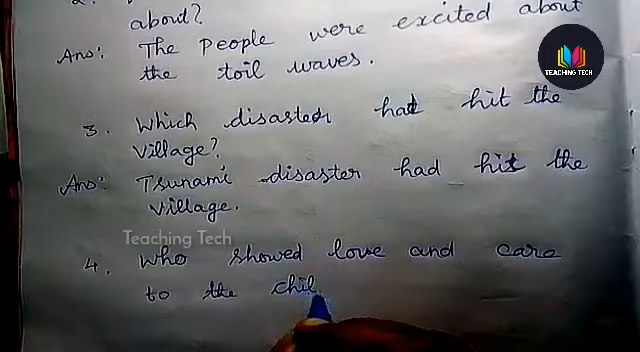 about?
Ans: The People were excited about
the toil waves.
3. Which disaster had hit the
Village?
Ans: Tsunami disaster had hit the
village.
4. Who showed love and care
to the chil
TEACHING TECH
Teaching Tech